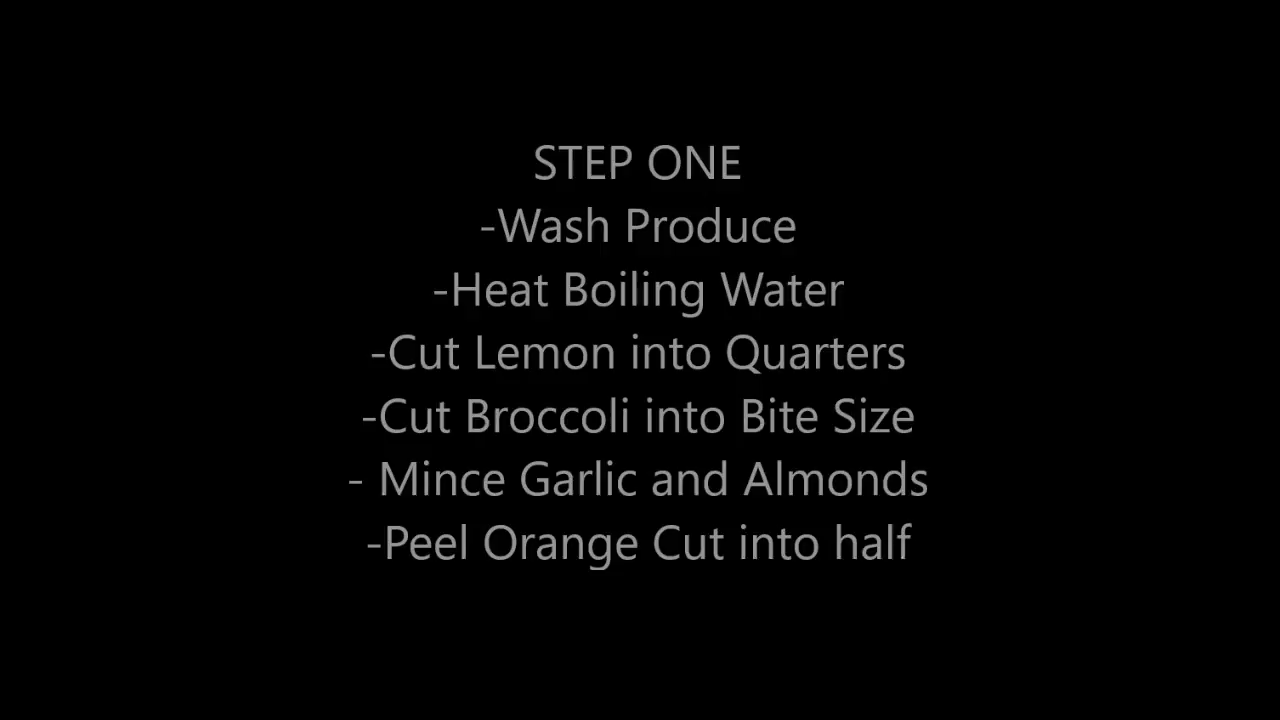 STEP ONE
-Wash Produce
-Heat Boiling Water
-Cut Lemon into Quarters
-Cut Broccoli into Bite Size
- Mince Garlic and Almonds
-Peel Orange Cut into half